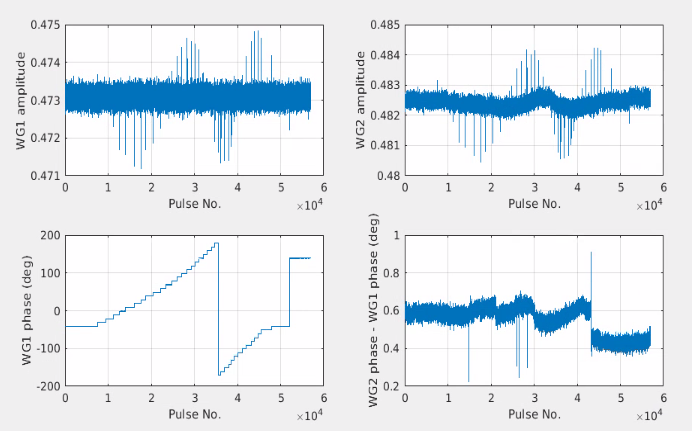 0.475
0.474
0.473
0.472
0.471
WG1 amplitude
0 1 2 3 4 5 6
Pulse No.
×10^4
0.485
0.484
0.483
0.482
0.481
0.48
WG2 amplitude
0 1 2 3 4 5 6
Pulse No.
×10^4
200
100
0
-100
-200
WG1 phase (deg)
0 1 2 3 4 5 6
Pulse No.
×10^4
1
0.8
0.6
0.4
0.2
WG2 phase - WG1 phase (deg)
0 1 2 3 4 5 6
Pulse No.
×10^4